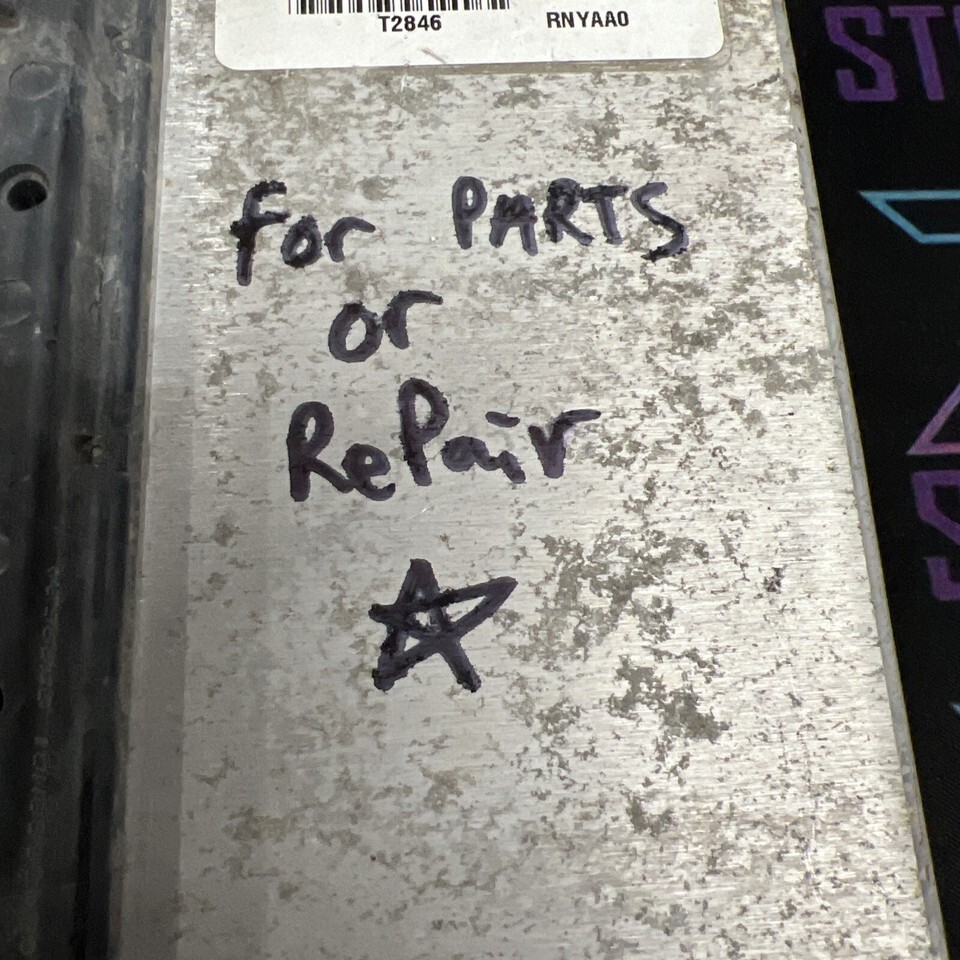 T2846 RNYAA0
For PARTS
or
RePair